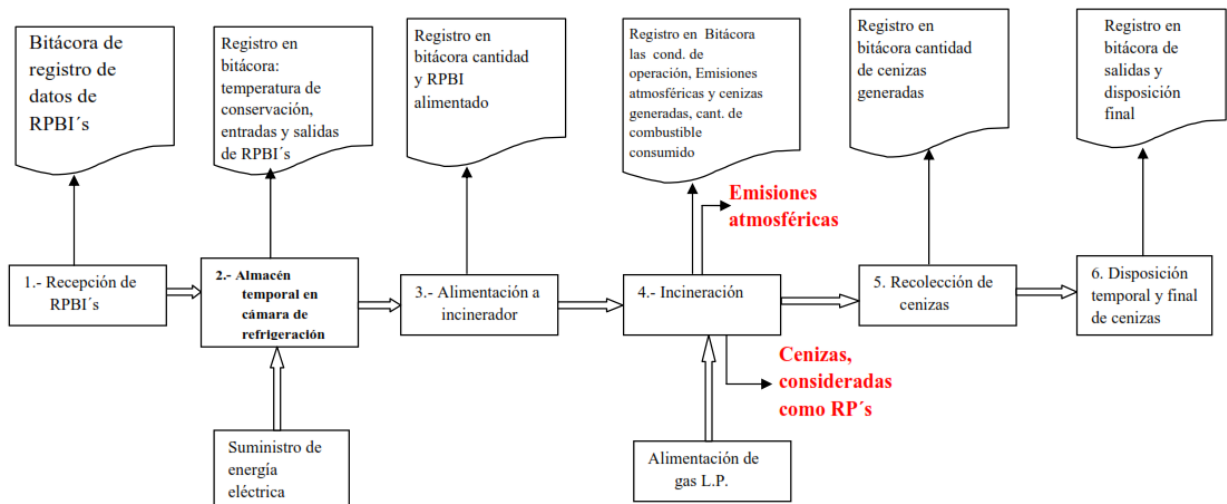 Bitácora de
registro de
datos de
RPBI´s
Registro en
bitácora:
temperatura de
conservación,
entradas y salidas
de RPBI´s
Registro en
bitácora cantidad
y RPBI
alimentado
Registro en Bitácora
las cond. de
operación, Emisiones
atmosféricas y cenizas
generadas, cant. de
combustible
consumido
Registro en
bitácora cantidad
de cenizas
generadas
Registro en
bitácora de
salidas y
disposición
final
Emisiones
atmosféricas
1.- Recepción de
RPBI´s
2.- Almacén
temporal en
cámara de
refrigeración
3.- Alimentación a
incinerador
4.- Incineración
5. Recolección de
cenizas
6. Disposición
temporal y final
de cenizas
Cenizas,
consideradas
como RP´s
Suministro de
energía
eléctrica
Alimentación de
gas L.P.